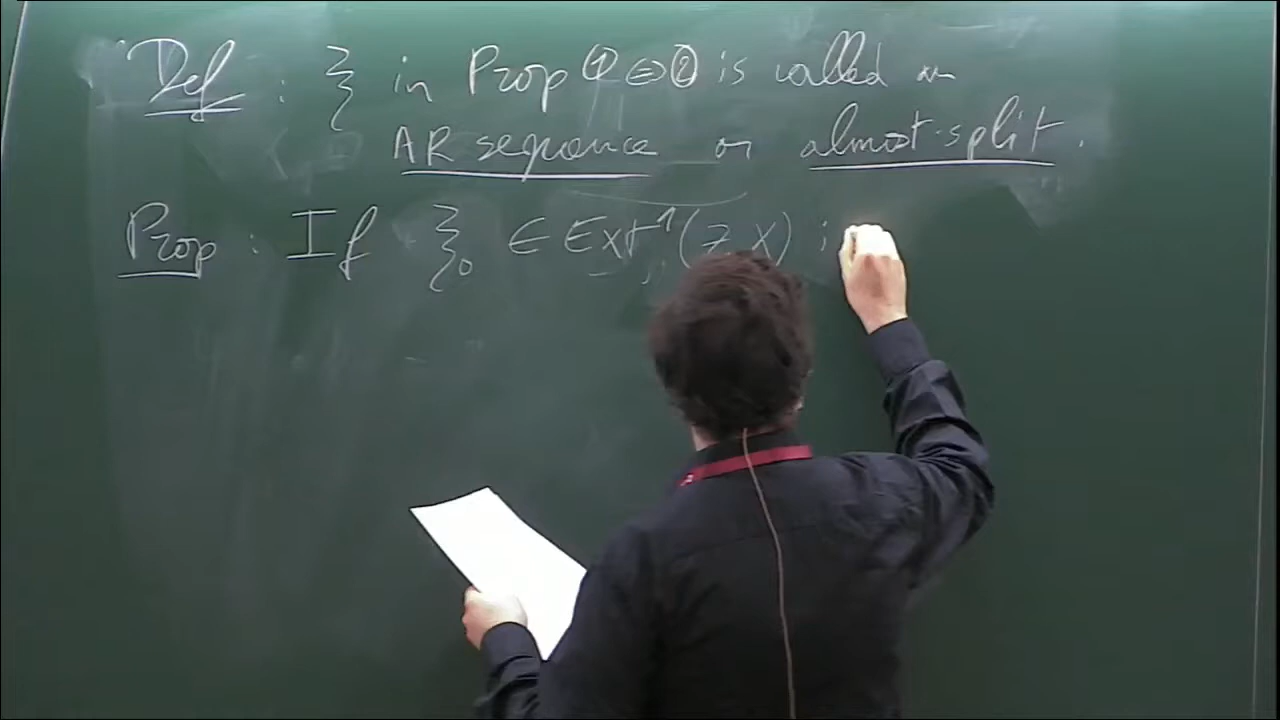 Def : ξ in Prop ① ⇔ ② is called an
AR sequence or almost-split.
Prop : If ξ₀ ∈ Ext¹(Z, X) i